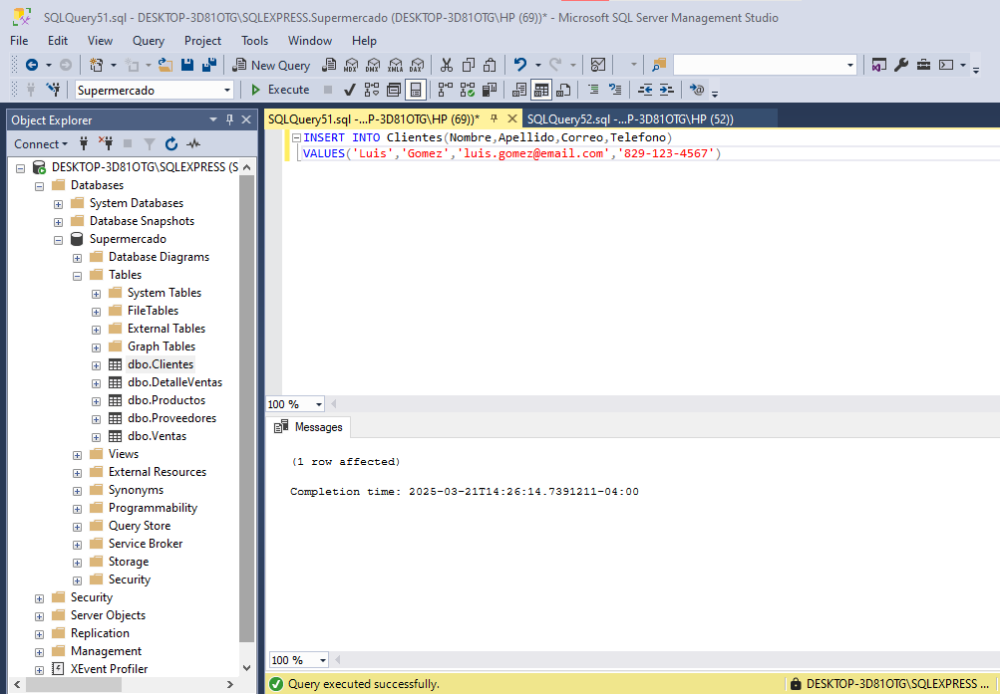 SQLQuery51.sql - DESKTOP-3D81OTG\SQLEXPRESS.Supermercado (DESKTOP-3D81OTG\HP (69))* - Microsoft SQL Server Management Studio
File Edit View Query Project Tools Window Help
New Query MDX DMX XMLA DAX
Supermercado Execute
Object Explorer
Connect
DESKTOP-3D81OTG\SQLEXPRESS (S
Databases
System Databases
Database Snapshots
Supermercado
Database Diagrams
Tables
System Tables
FileTables
External Tables
Graph Tables
dbo.Clientes
dbo.DetalleVentas
dbo.Productos
dbo.Proveedores
dbo.Ventas
Views
External Resources
Synonyms
Programmability
Query Store
Service Broker
Storage
Security
Security
Server Objects
Replication
Management
XEvent Profiler
SQLQuery51.sql -...P-3D81OTG\HP (69))* SQLQuery52.sql -...P-3D81OTG\HP (52))
INSERT INTO Clientes(Nombre,Apellido,Correo,Telefono)
VALUES('Luis','Gomez','luis.gomez@email.com','829-123-4567')
100 %
Messages
(1 row affected)
Completion time: 2025-03-21T14:26:14.7391211-04:00
100 %
Query executed successfully. DESKTOP-3D81OTG\SQLEXPRESS ...